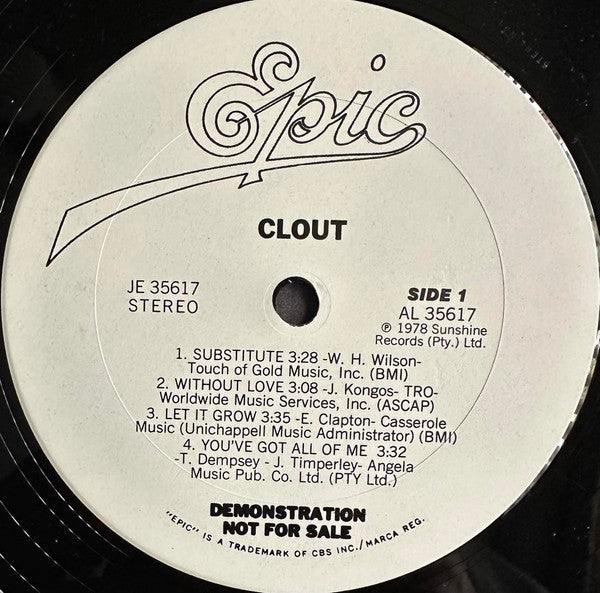 Epic
CLOUT
JE 35617
STEREO
SIDE 1
AL 35617
℗ 1978 Sunshine
Records (Pty.) Ltd.
1. SUBSTITUTE 3:28 -W. H. Wilson-
Touch of Gold Music, Inc. (BMI)
2. WITHOUT LOVE 3:08 -J. Kongos- TRO-
Worldwide Music Services, Inc. (ASCAP)
3. LET IT GROW 3:35 -E. Clapton- Casserole
Music (Unichappell Music Administrator) (BMI)
4. YOU'VE GOT ALL OF ME 3:32
-T. Dempsey - J. Timperley- Angela
Music Pub. Co. Ltd. (PTY Ltd.)
DEMONSTRATION
NOT FOR SALE
"EPIC" IS A TRADEMARK OF CBS INC./MARCA REG.